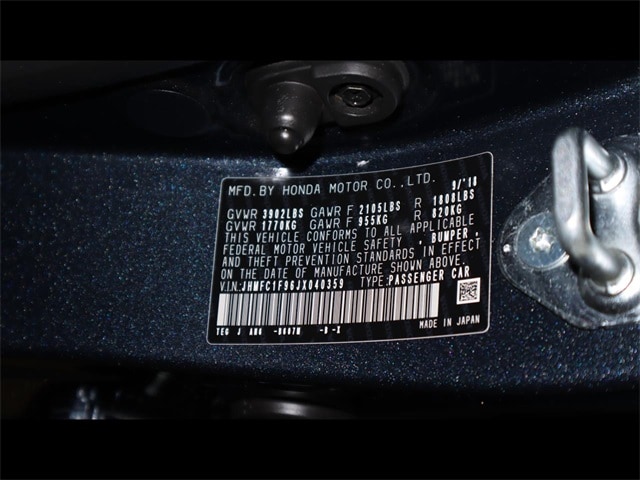 MFD.BY HONDA MOTOR CO.,LTD. 9/'18
GVWR 3902LBS GAWR F 2105LBS R 1808LBS
GVWR 1770KG GAWR F 955KG R 820KG
THIS VEHICLE CONFORMS TO ALL APPLICABLE
FEDERAL MOTOR VEHICLE SAFETY , BUMPER ,
AND THEFT PREVENTION STANDARDS IN EFFECT
ON THE DATE OF MANUFACTURE SHOWN ABOVE.
V.I.N:JHMFC1F96JX040359 TYPE:PASSENGER CAR
TEG J
MADE IN JAPAN